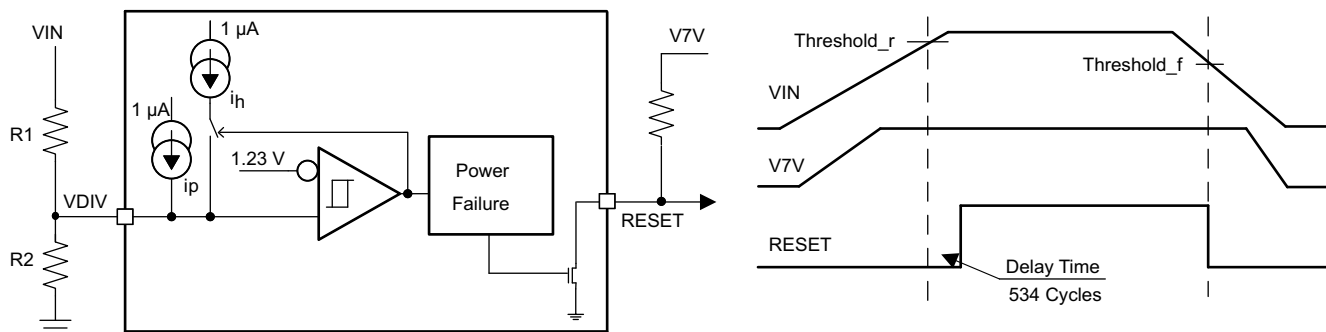 VIN
R1
VDIV
R2
1 µA
ih
1 µA
ip
1.23 V
Power
Failure
V7V
RESET
Threshold_r
Threshold_f
VIN
V7V
RESET
Delay Time
534 Cycles